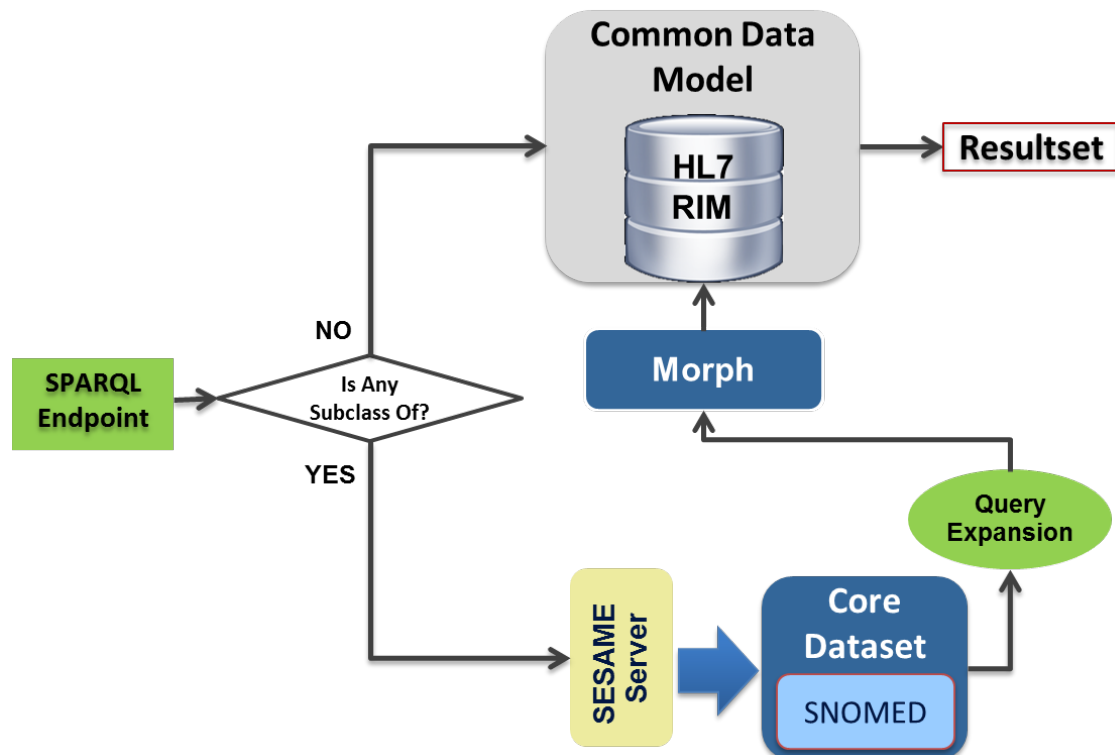 Common Data
Model
HL7
RIM
Resultset
NO
SPARQL
Endpoint
Is Any
Subclass Of?
Morph
YES
Query
Expansion
SESAME
Server
Core
Dataset
SNOMED